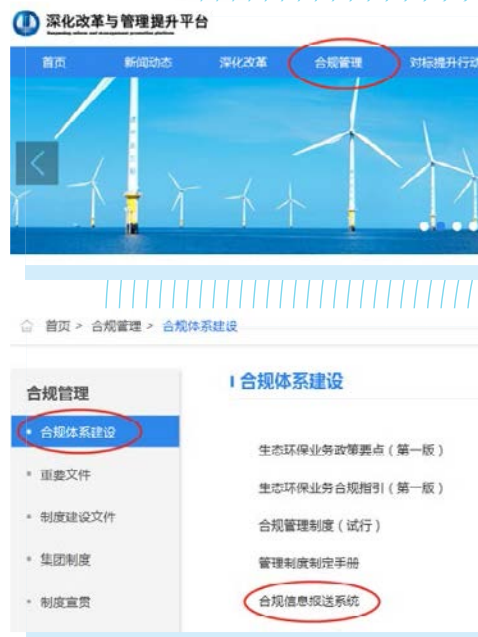 深化改革与管理提升平台
Deepening reform and management promotion platform
首页 新闻动态 深化改革 合规管理 对标提升行动
首页 > 合规管理 > 合规体系建设
合规管理
合规体系建设
合规体系建设
重要文件
制度建设文件
集团制度
制度宣贯
生态环保业务政策要点（第一版）
生态环保业务合规指引（第一版）
合规管理制度（试行）
管理制度制定手册
合规信息报送系统